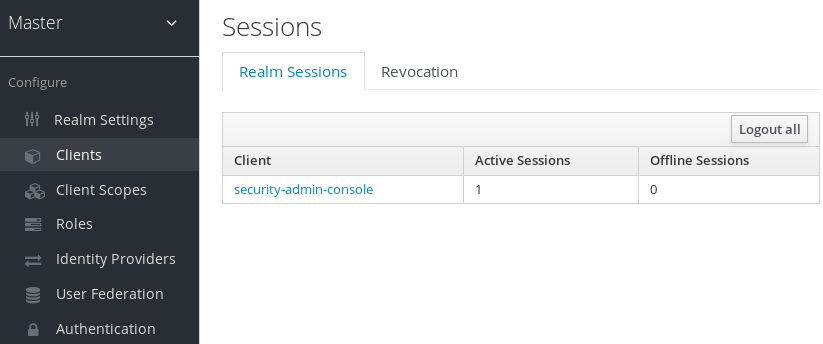 Master
Configure
Realm Settings
Clients
Client Scopes
Roles
Identity Providers
User Federation
Authentication
Sessions
Realm Sessions Revocation
Logout all
Client Active Sessions Offline Sessions
security-admin-console 1 0